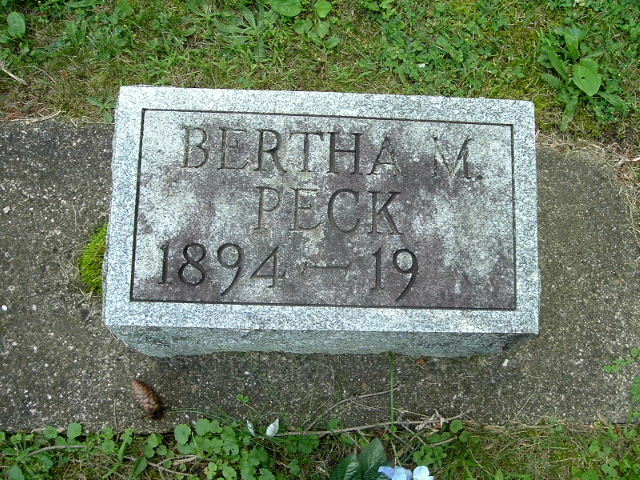 BERTHA M.
PECK
1894 — 19